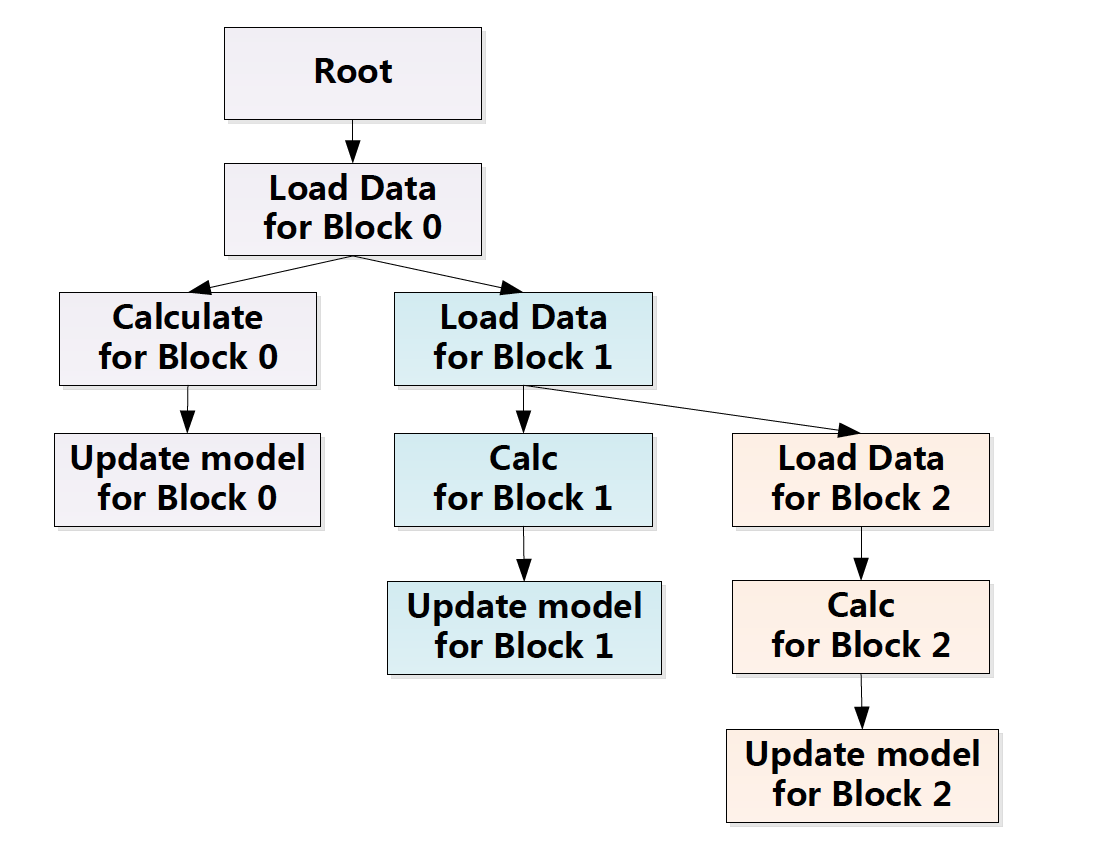 Root
Load Data
for Block 0
Calculate
for Block 0
Load Data
for Block 1
Update model
for Block 0
Calc
for Block 1
Load Data
for Block 2
Update model
for Block 1
Calc
for Block 2
Update model
for Block 2